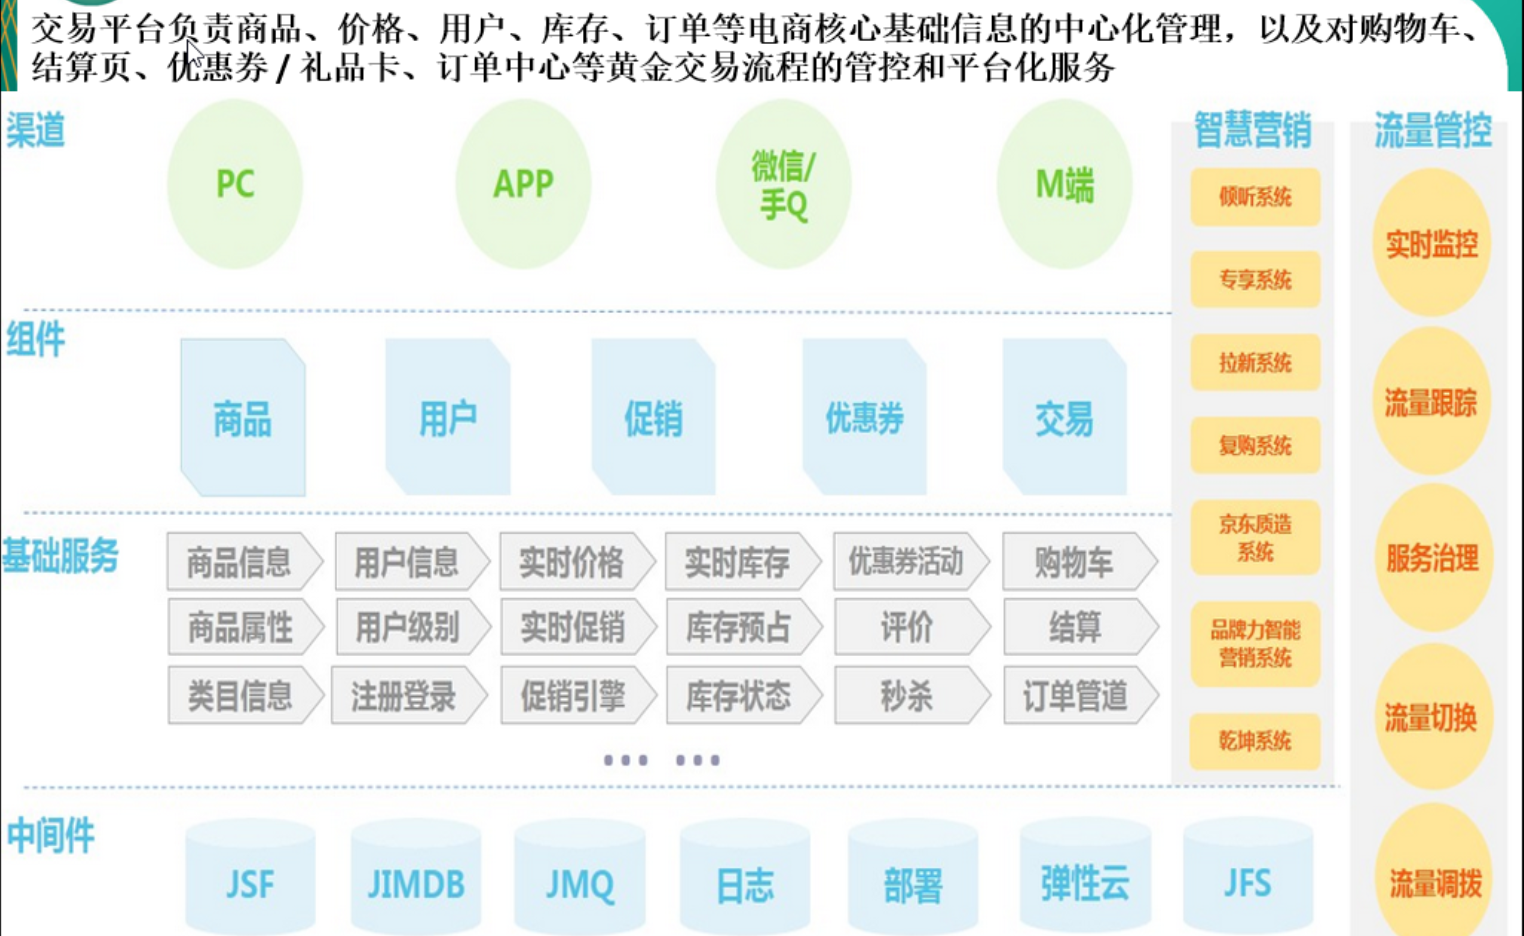 交易平台负责商品、价格、用户、库存、订单等电商核心基础信息的中心化管理，以及对购物车、
结算页、优惠券 / 礼品卡、订单中心等黄金交易流程的管控和平台化服务
渠道
PC
APP
微信/
手Q
M端
组件
商品
用户
促销
优惠券
交易
基础服务
商品信息
用户信息
实时价格
实时库存
优惠券活动
购物车
商品属性
用户级别
实时促销
库存预占
评价
结算
类目信息
注册登录
促销引擎
库存状态
秒杀
订单管道
... ...
中间件
JSF
JIMDB
JMQ
日志
部署
弹性云
JFS
智慧营销
倾听系统
专享系统
拉新系统
复购系统
京东质造
系统
品牌力智能
营销系统
乾坤系统
流量管控
实时监控
流量跟踪
服务治理
流量切换
流量调拨